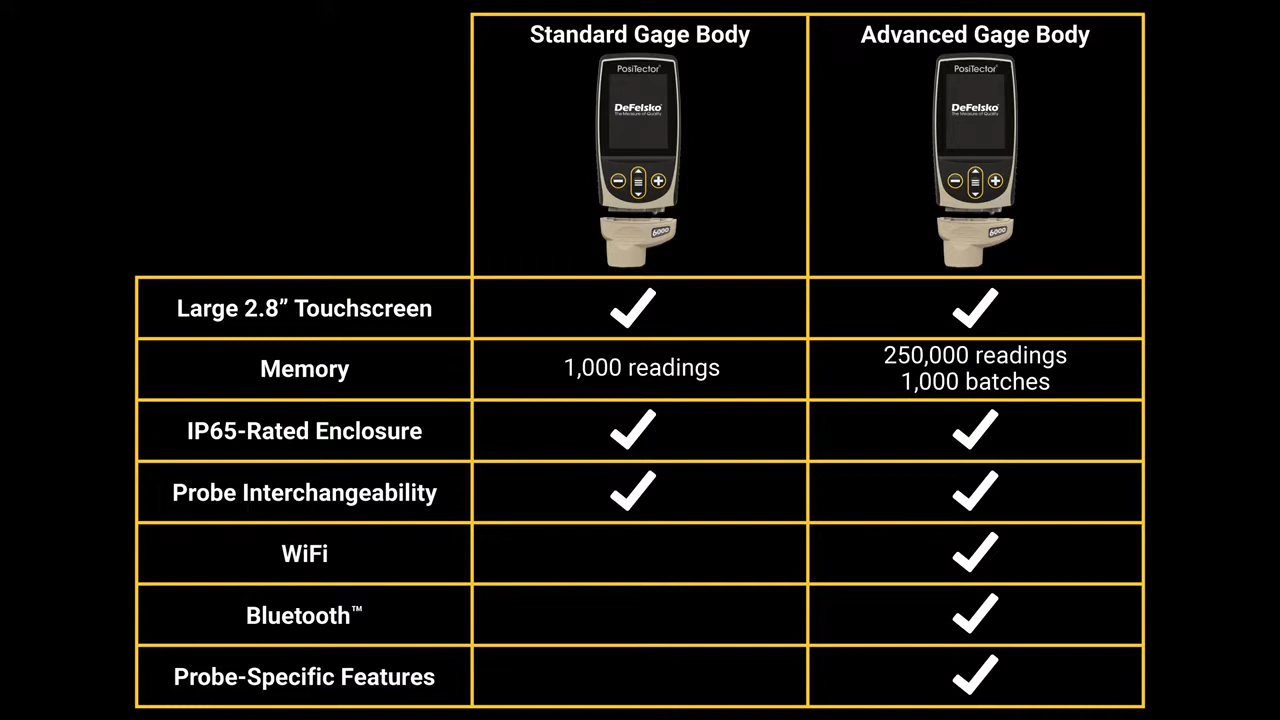 Standard Gage Body
Advanced Gage Body
PosiTector®
DeFelsko®
The Measure of Quality
6000
PosiTector®
DeFelsko®
The Measure of Quality
6000
Large 2.8” Touchscreen
Memory
1,000 readings
250,000 readings
1,000 batches
IP65-Rated Enclosure
Probe Interchangeability
WiFi
Bluetooth™
Probe-Specific Features